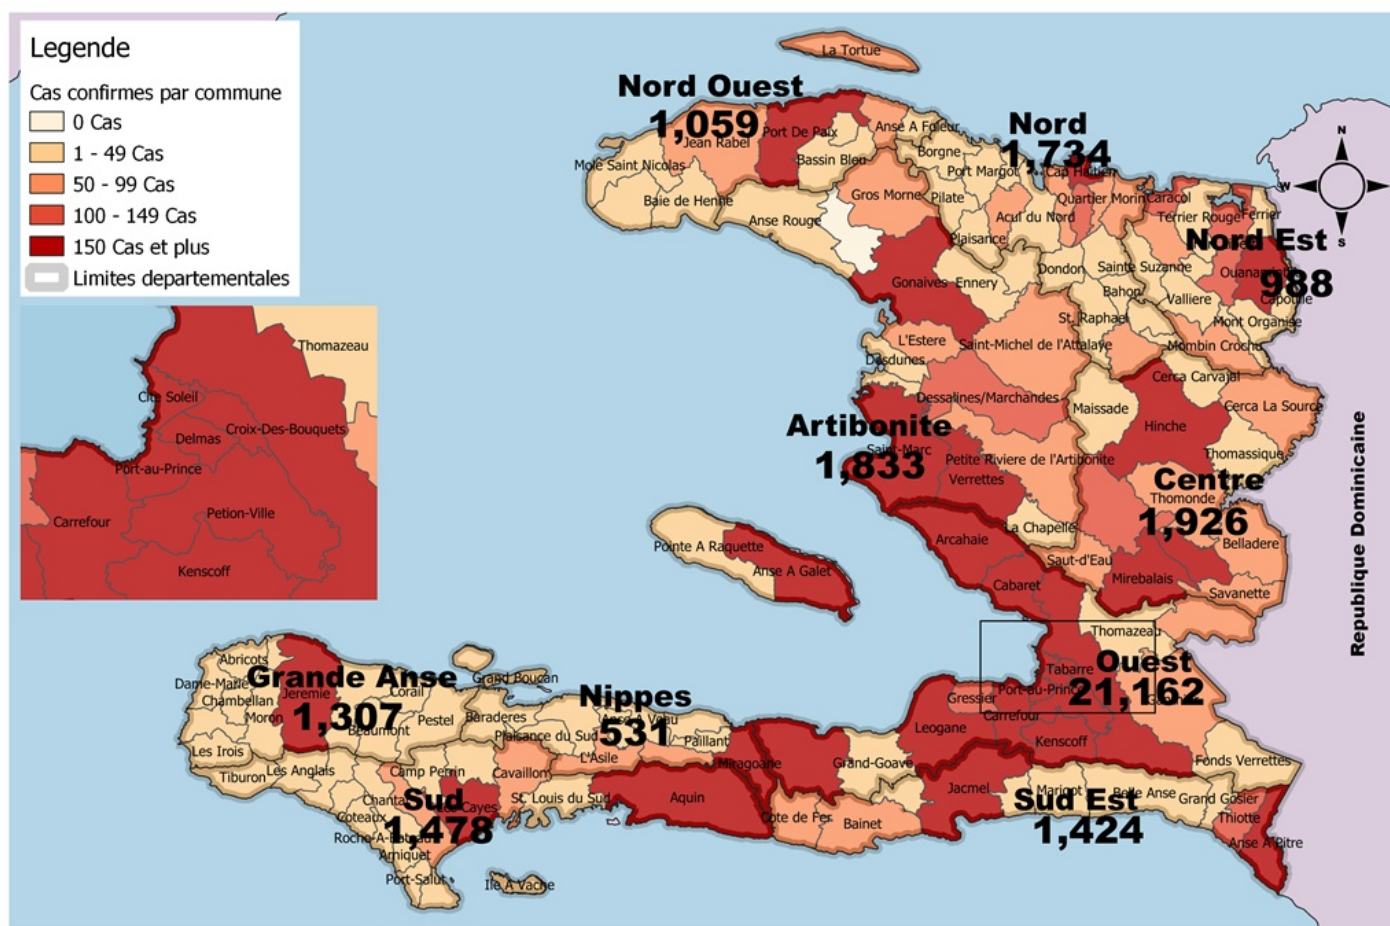 Legende
Cas confirmes par commune
0 Cas
1 - 49 Cas
50 - 99 Cas
100 - 149 Cas
150 Cas et plus
Limites departementales
Thomazeau
Cite Soleil
Delmas
Croix-Des-Bouquets
Port-au-Prince
Petion-Ville
Carrefour
Kenscoff
La Tortue
Nord Ouest
1,059
Port De Paix
Jean Rabel
Anse A Foleur
Mole Saint Nicolas
Bassin Bleu
Baie de Henne
Anse Rouge
Nord
1,734
Borgne
Port Margot
Cap Haitien
Pilate
Gros Morne
Quartier Morin
Caracol
Acul du Nord
Terrier Rouge
Ferrier
Plaisance
Nord Est
988
N
W
E
S
Gonaives
Ennery
Dondon
Sainte Suzanne
Bahon
Valliere
Capotille
St. Raphael
Mont Organise
Mombin Crochu
L'Estere
Saint-Michel de l'Attalaye
Desdunes
Cerca Carvajal
Dessalines/Marchandes
Maissade
Cerca La Source
Hinche
Artibonite
1,833
Saint-Marc
Petite Riviere de l'Artibonite
Verrettes
Thomassique
Centre
1,926
Thomonde
La Chapelle
Arcahaie
Belladere
Saut-d'Eau
Cabaret
Mirebalais
Savanette
Republique Dominicaine
Pointe A Raquette
Anse A Galet
Thomazeau
Ouest
21,162
Tabarre
Port-au-Prince
Gressier
Carrefour
Leogane
Kenscoff
Fonds Verrettes
Grande Anse
1,307
Abricots
Dame-Marie
Chambellan
Jeremie
Moron
Corail
Pestel
Beaumont
Les Irois
Grand Boucan
Baraderes
Nippes
531
Anse A Veau
Plaisance du Sud
Paillant
L'Asile
Miragoane
Grand-Goave
Tiburon
Les Anglais
Camp Perrin
Cavaillon
St. Louis du Sud
Aquin
Sud
1,478
Coteaux
Arniquet
Port-Salut
Ile A Vache
Cote de Fer
Bainet
Jacmel
Sud Est
1,424
Marigot
Belle Anse
Grand Gosier
Thiotte
Anse A Pitre